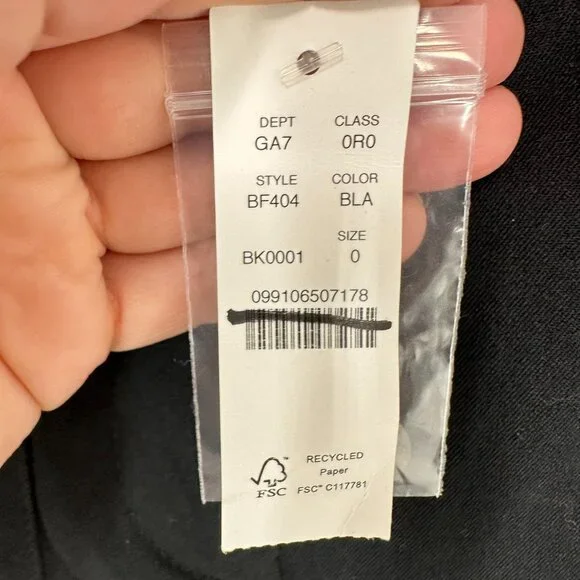 DEPT CLASS
GA7 0R0
STYLE COLOR
BF404 BLA
SIZE
BK0001 0
099106507178
RECYCLED
Paper
FSC FSC™ C117781